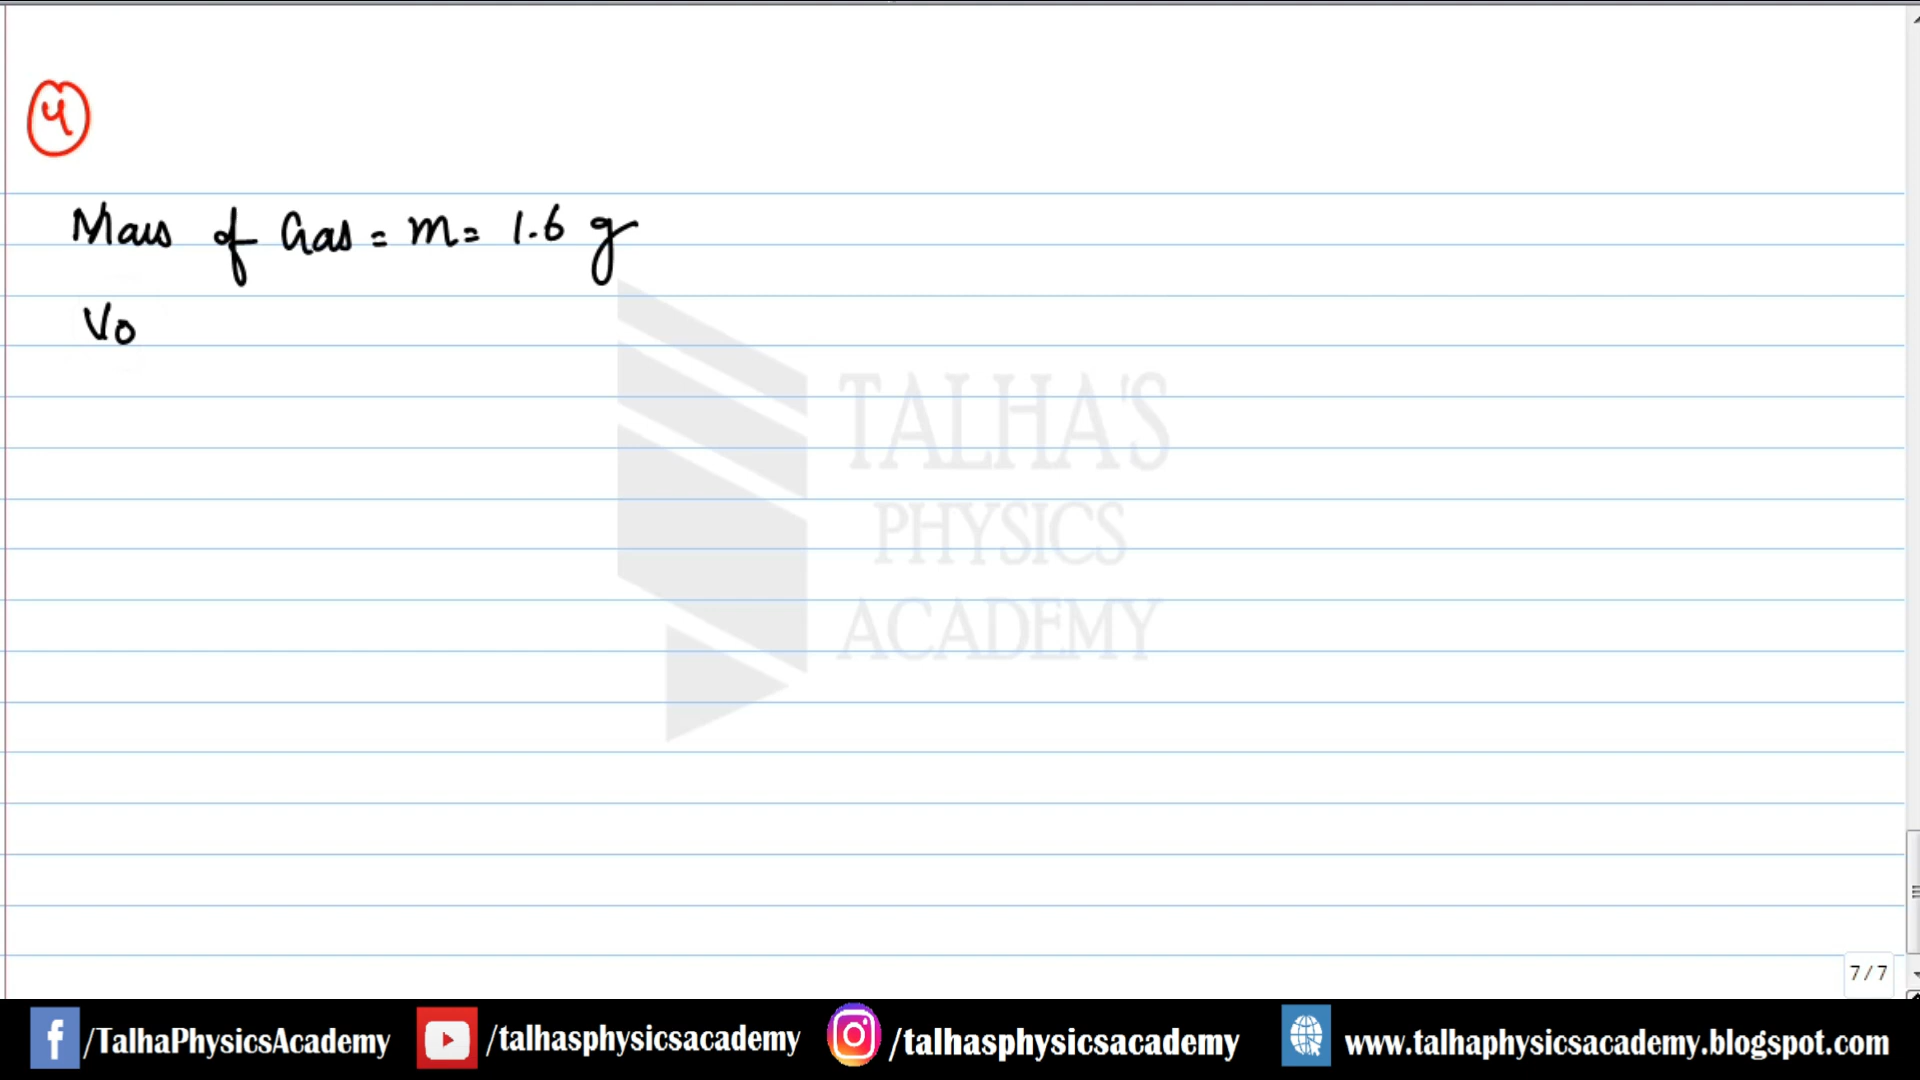 4
Mass of Gas = m = 1.6 g
Vo
TALHA'S
PHYSICS
ACADEMY
7 / 7
/TalhaPhysicsAcademy /talhasphysicsacademy /talhasphysicsacademy www.talhaphysicsacademy.blogspot.com